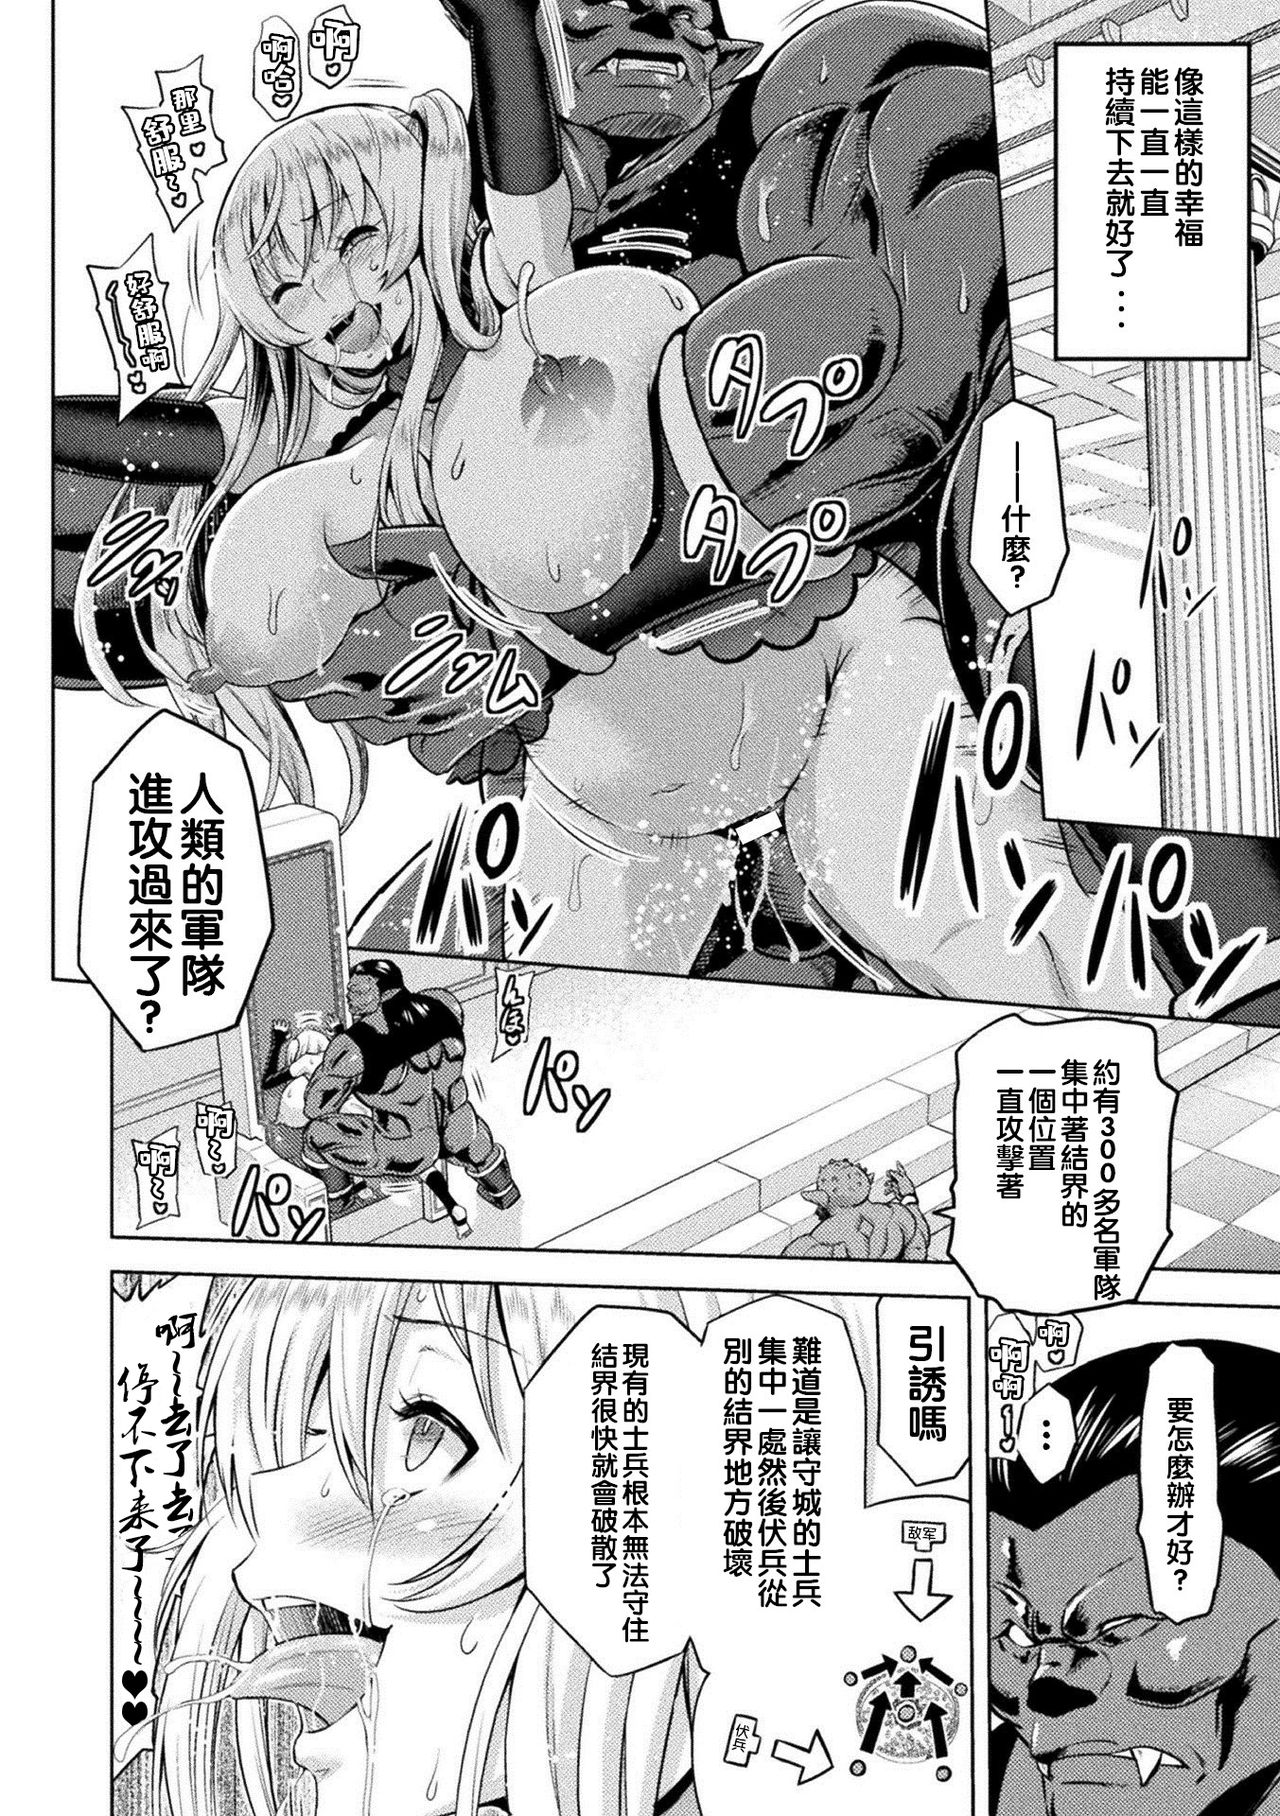 像這樣的幸福
能一直一直
持續下去就好了...
——什麼？
啊♥
啊哈♥
那里♥
舒服～♥
好舒服啊
～～♥
タプ
タプ
タプ
パン
パン
パン
人類的軍隊
進攻過來了？
んほ♥
パン
パン
啊～♥
啊～♥
約有300多名軍隊
集中著結界的
一個位置
一直攻擊著
要怎麼辦才好？
...
啊♥
啊啊
引誘嗎
難道是讓守城的士兵
集中一處然後伏兵從
別的結界地方破壞
現有的士兵根本無法守住
結界很快就會破散了
敌军
伏兵
啊～～去了去了
停不下来了～～～～♥♥